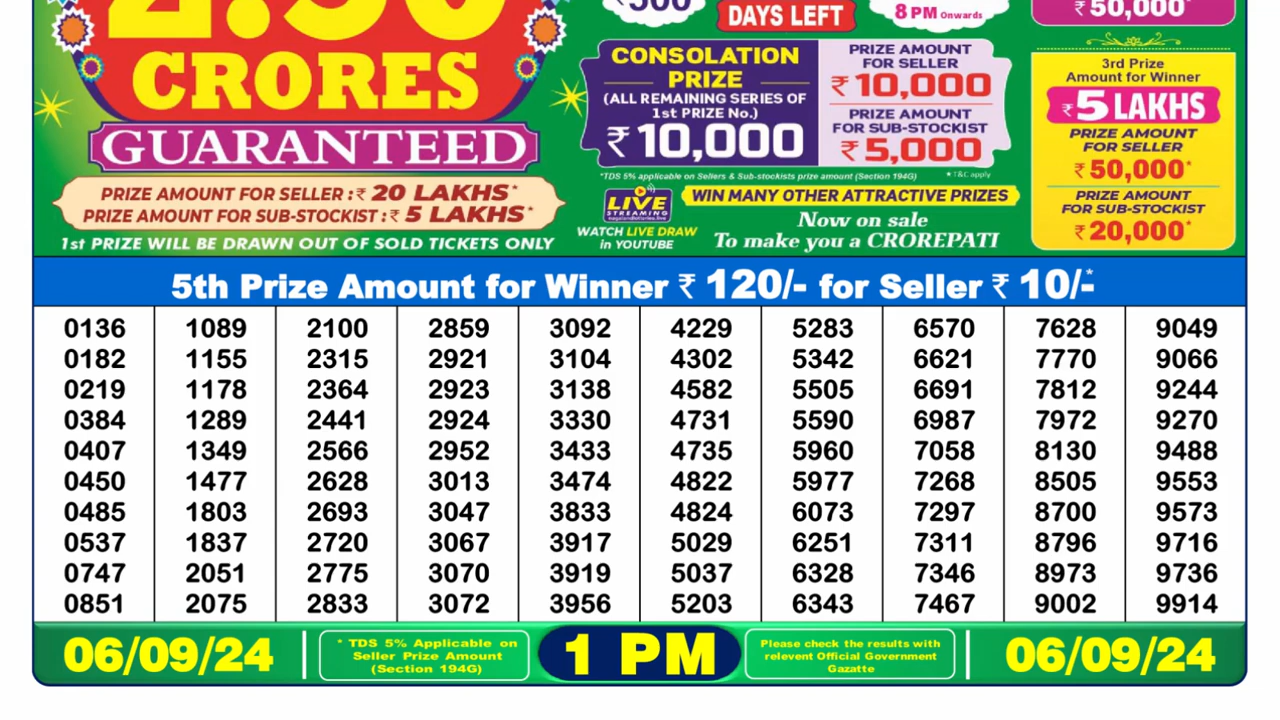 2.50
CRORES
GUARANTEED
PRIZE AMOUNT FOR SELLER :₹ 20 LAKHS*
PRIZE AMOUNT FOR SUB-STOCKIST :₹ 5 LAKHS*
1st PRIZE WILL BE DRAWN OUT OF SOLD TICKETS ONLY
₹500
DAYS LEFT
8 PM Onwards
CONSOLATION
PRIZE
(ALL REMAINING SERIES OF
1st PRIZE No.)
₹ 10,000
PRIZE AMOUNT
FOR SELLER
₹ 10,000
PRIZE AMOUNT
FOR SUB-STOCKIST
₹ 5,000
*TDS 5% applicable on Sellers & Sub-stockists prize amount (Section 194G)
*T&C apply
LIVE
STREAMING
nagalandlotteries.live
WATCH LIVE DRAW
in YOUTUBE
WIN MANY OTHER ATTRACTIVE PRIZES
Now on sale
To make you a CROREPATI
₹ 50,000*
3rd Prize
Amount for Winner
₹ 5 LAKHS
PRIZE AMOUNT
FOR SELLER
₹ 50,000*
PRIZE AMOUNT
FOR SUB-STOCKIST
₹ 20,000*
5th Prize Amount for Winner ₹ 120/- for Seller ₹ 10/-*
0136 1089 2100 2859 3092 4229 5283 6570 7628 9049
0182 1155 2315 2921 3104 4302 5342 6621 7770 9066
0219 1178 2364 2923 3138 4582 5505 6691 7812 9244
0384 1289 2441 2924 3330 4731 5590 6987 7972 9270
0407 1349 2566 2952 3433 4735 5960 7058 8130 9488
0450 1477 2628 3013 3474 4822 5977 7268 8505 9553
0485 1803 2693 3047 3833 4824 6073 7297 8700 9573
0537 1837 2720 3067 3917 5029 6251 7311 8796 9716
0747 2051 2775 3070 3919 5037 6328 7346 8973 9736
0851 2075 2833 3072 3956 5203 6343 7467 9002 9914
06/09/24
* TDS 5% Applicable on
Seller Prize Amount
(Section 194G)
1 PM
Please check the results with
relevent Official Government
Gazatte
06/09/24